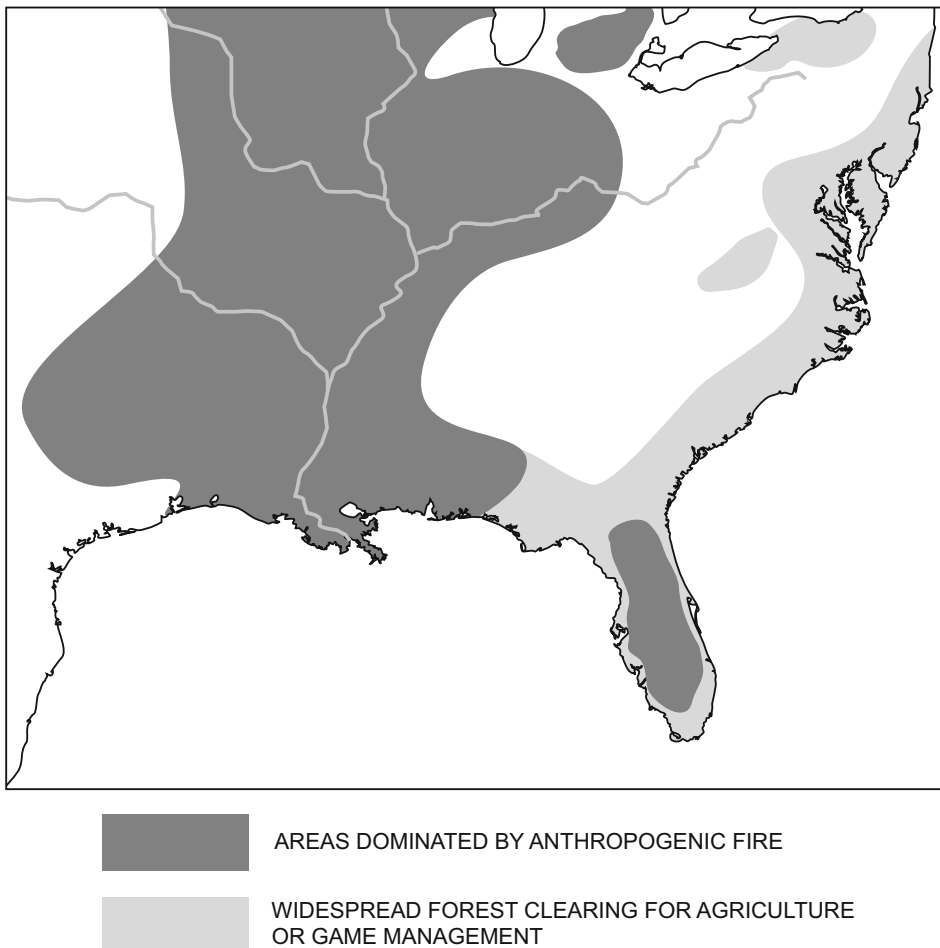 AREAS DOMINATED BY ANTHROPOGENIC FIRE
WIDESPREAD FOREST CLEARING FOR AGRICULTURE
OR GAME MANAGEMENT